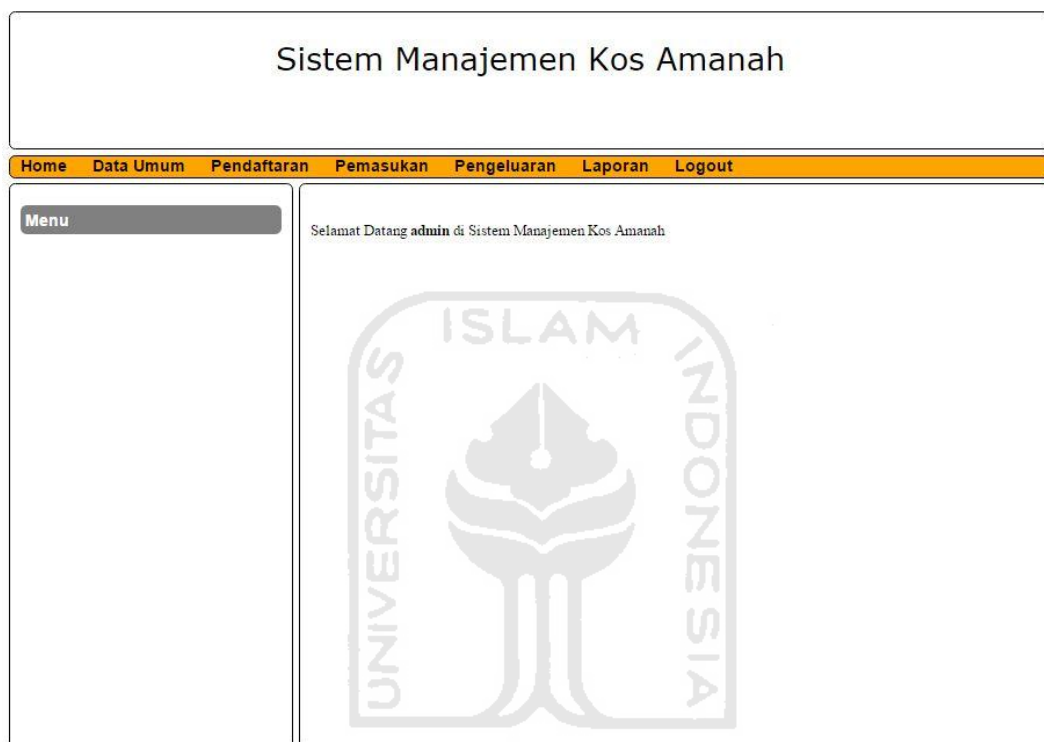 Sistem Manajemen Kos Amanah
Home Data Umum Pendaftaran Pemasukan Pengeluaran Laporan Logout
Menu
Selamat Datang admin di Sistem Manajemen Kos Amanah
UNIVERSITAS
ISLAM
INDONESIA